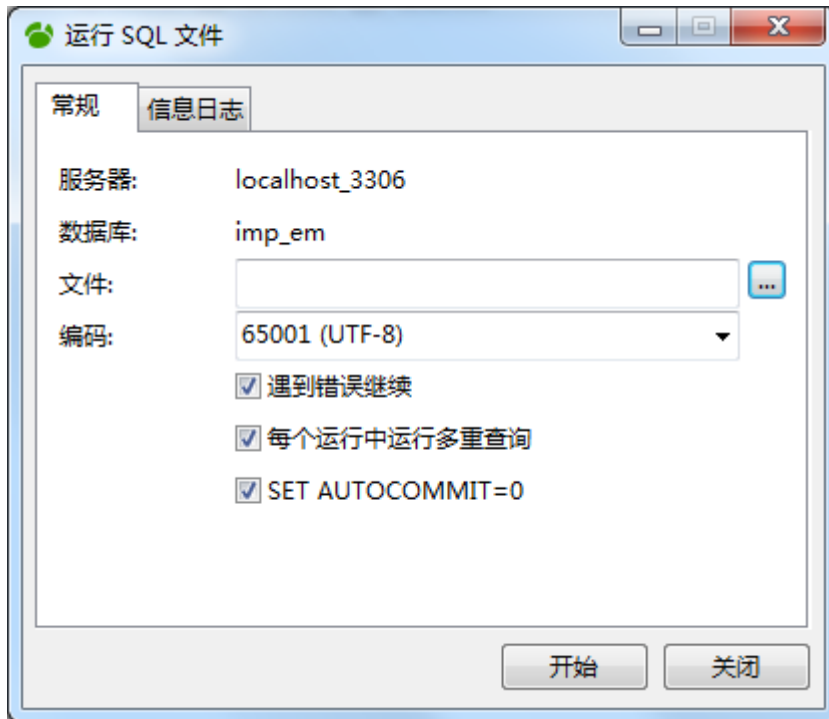 运行 SQL 文件
常规 信息日志
服务器: localhost_3306
数据库: imp_em
文件: ...
编码: 65001 (UTF-8)
遇到错误继续
每个运行中运行多重查询
SET AUTOCOMMIT=0
开始 关闭